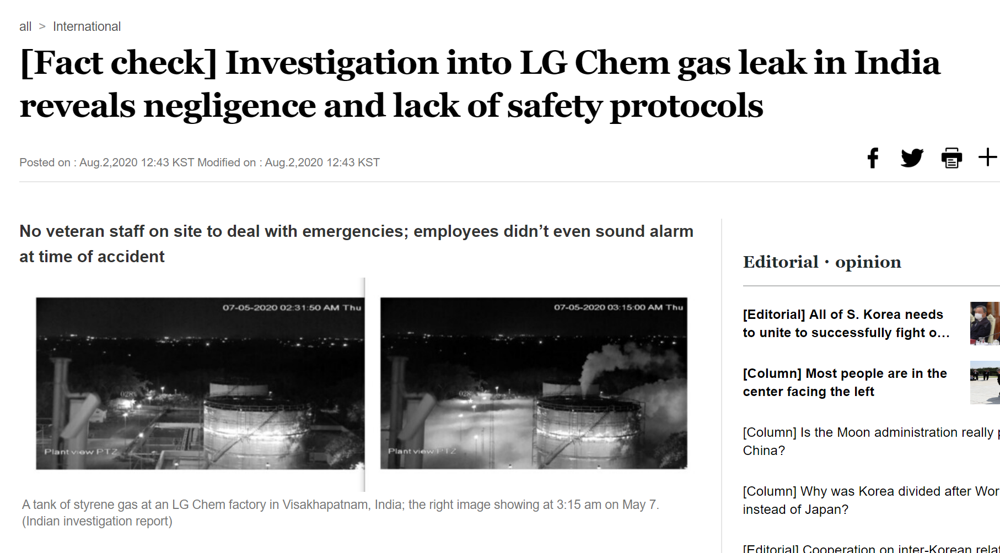 all > International
[Fact check] Investigation into LG Chem gas leak in India
reveals negligence and lack of safety protocols
Posted on : Aug.2,2020 12:43 KST Modified on : Aug.2,2020 12:43 KST
No veteran staff on site to deal with emergencies; employees didn’t even sound alarm
at time of accident
07-05-2020 02:31:50 AM Thu
028
Plant view PTZ
07-05-2020 03:15:00 AM Thu
028
Plant view PTZ
A tank of styrene gas at an LG Chem factory in Visakhapatnam, India; the right image showing at 3:15 am on May 7.
(Indian investigation report)
Editorial · opinion
[Editorial] All of S. Korea needs
to unite to successfully fight o...
[Column] Most people are in the
center facing the left
[Column] Is the Moon administration really
China?
[Column] Why was Korea divided after Wor
instead of Japan?
[Editorial] Cooperation on inter-Korean relat